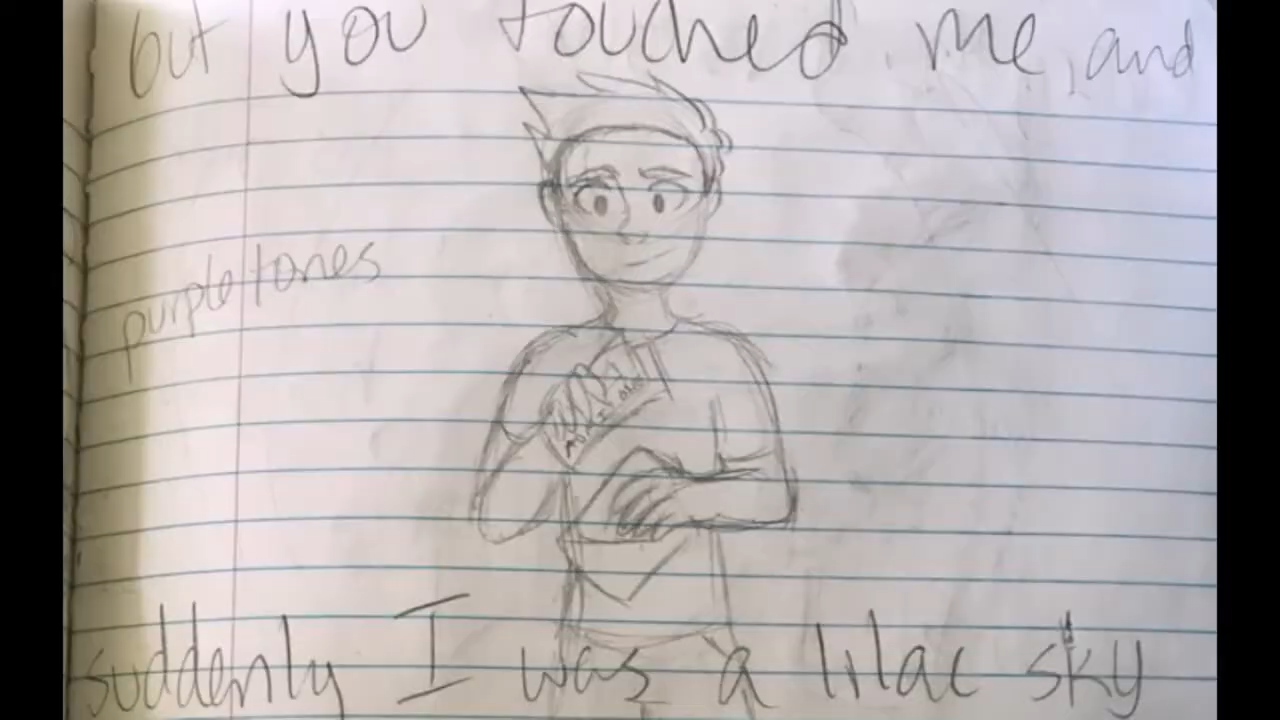 but you touched me, and
purple tones
suddenly I was a lilac sky